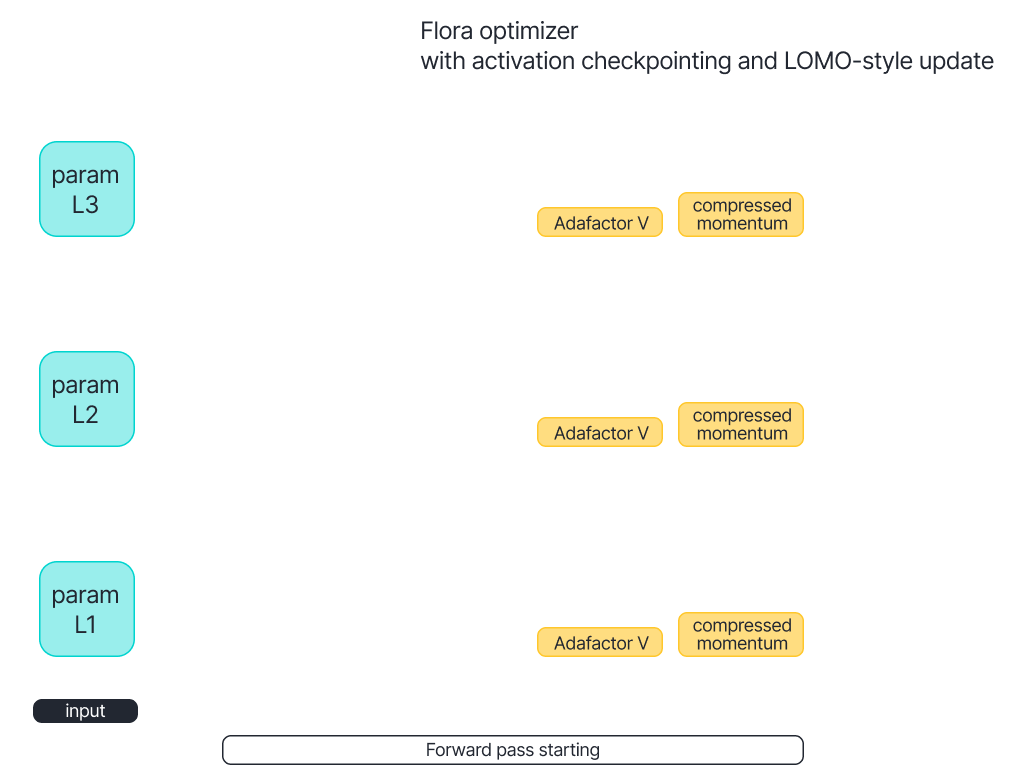 Flora optimizer
with activation checkpointing and LOMO-style update
param
L3
Adafactor V
compressed
momentum
param
L2
Adafactor V
compressed
momentum
param
L1
Adafactor V
compressed
momentum
input
Forward pass starting